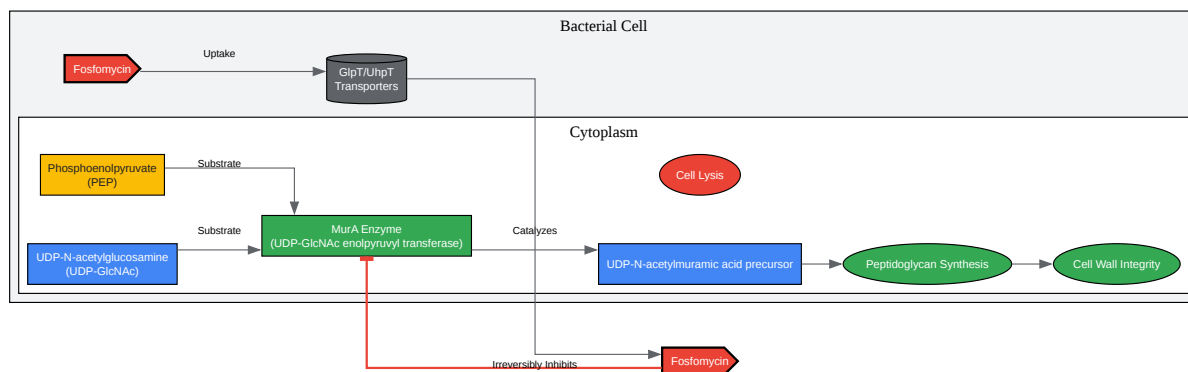 Bacterial Cell
Uptake
Fosfomycin
GlpT/UhpT
Transporters
Cytoplasm
Phosphoenolpyruvate
(PEP)
Substrate
Cell Lysis
MurA Enzyme
(UDP-GlcNAc enolpyruvyl transferase)
Substrate
Catalyzes
UDP-N-acetylglucosamine
(UDP-GlcNAc)
UDP-N-acetylmuramic acid precursor
Peptidoglycan Synthesis
Cell Wall Integrity
Irreversibly Inhibits
Fosfomycin